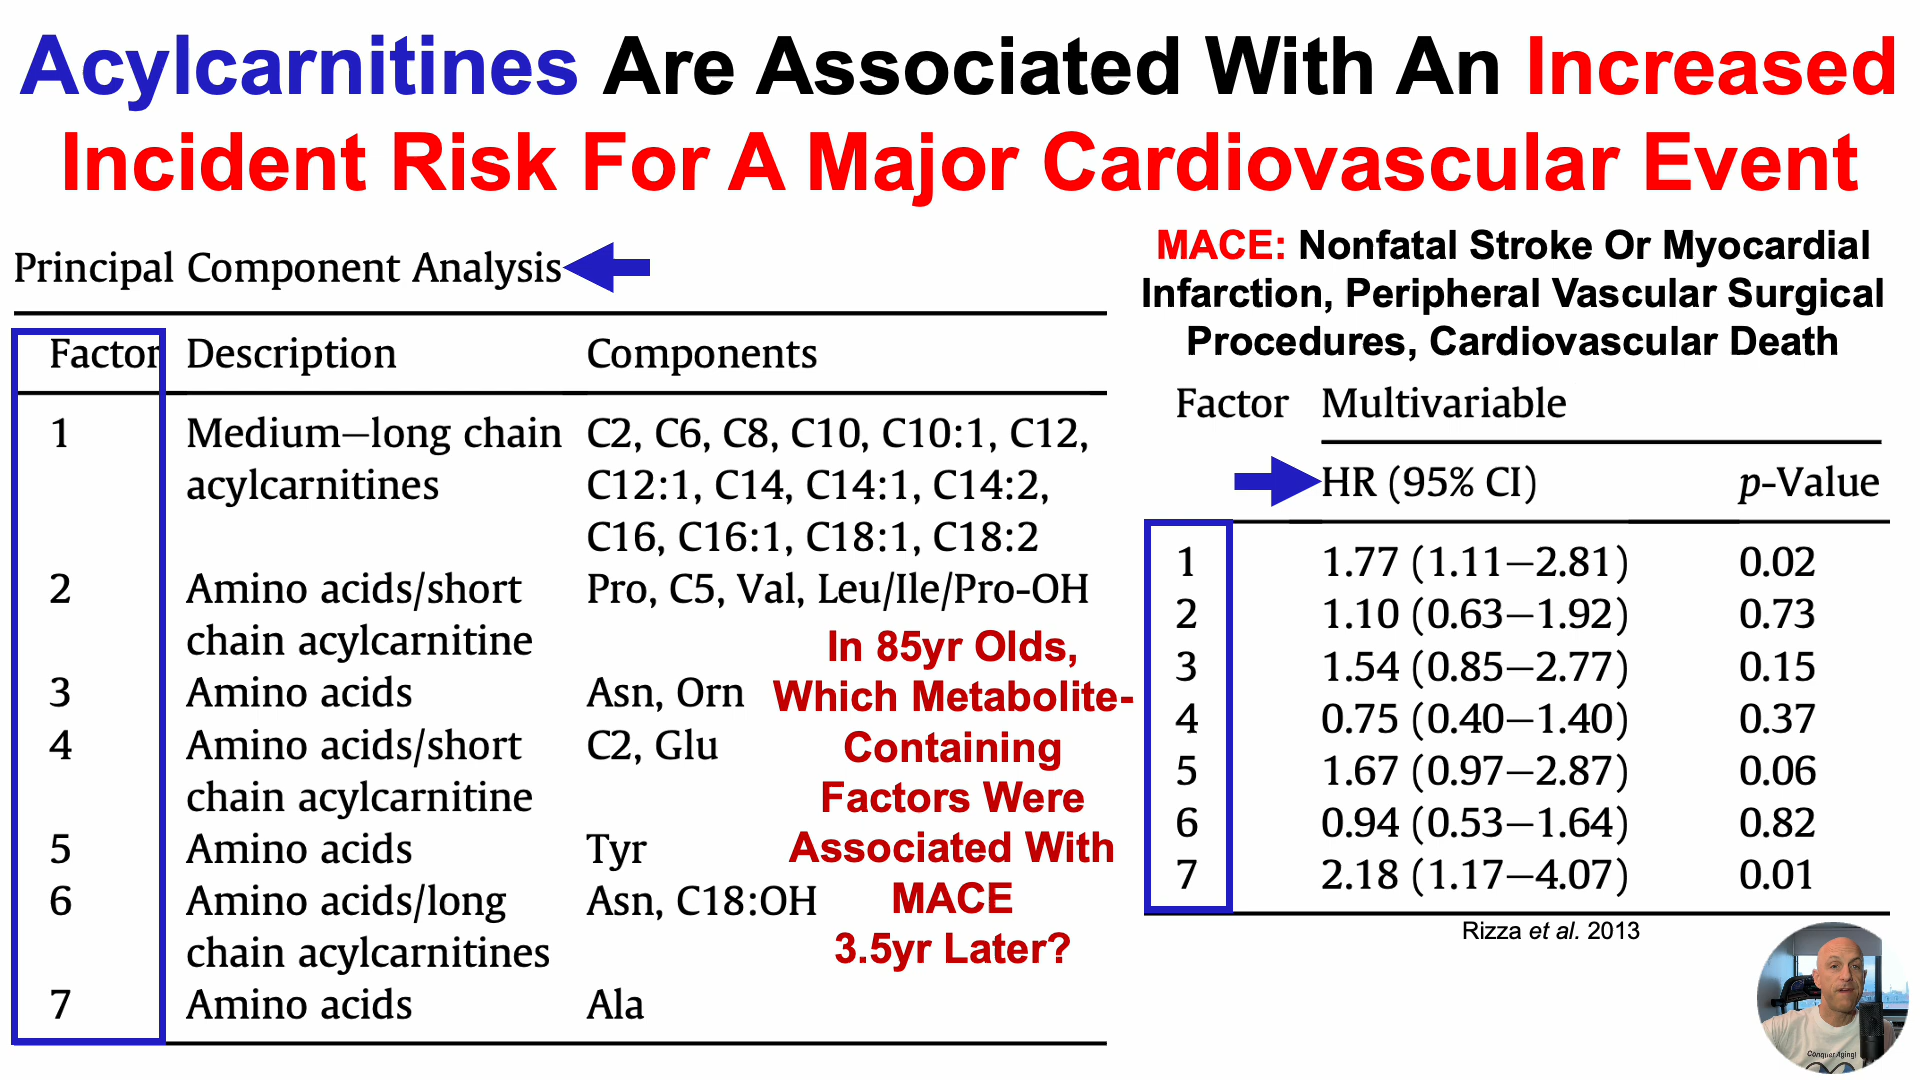 Acylcarnitines Are Associated With An Increased
Incident Risk For A Major Cardiovascular Event
Principal Component Analysis
Factor Description Components
1 Medium–long chain C2, C6, C8, C10, C10:1, C12,
acylcarnitines C12:1, C14, C14:1, C14:2,
C16, C16:1, C18:1, C18:2
2 Amino acids/short Pro, C5, Val, Leu/Ile/Pro-OH
chain acylcarnitine
3 Amino acids Asn, Orn
4 Amino acids/short C2, Glu
chain acylcarnitine
5 Amino acids Tyr
6 Amino acids/long Asn, C18:OH
chain acylcarnitines
7 Amino acids Ala
In 85yr Olds,
Which Metabolite-
Containing
Factors Were
Associated With
MACE
3.5yr Later?
MACE: Nonfatal Stroke Or Myocardial
Infarction, Peripheral Vascular Surgical
Procedures, Cardiovascular Death
Factor Multivariable
HR (95% CI) p-Value
1 1.77 (1.11–2.81) 0.02
2 1.10 (0.63–1.92) 0.73
3 1.54 (0.85–2.77) 0.15
4 0.75 (0.40–1.40) 0.37
5 1.67 (0.97–2.87) 0.06
6 0.94 (0.53–1.64) 0.82
7 2.18 (1.17–4.07) 0.01
Rizza et al. 2013
Conquer Aging!